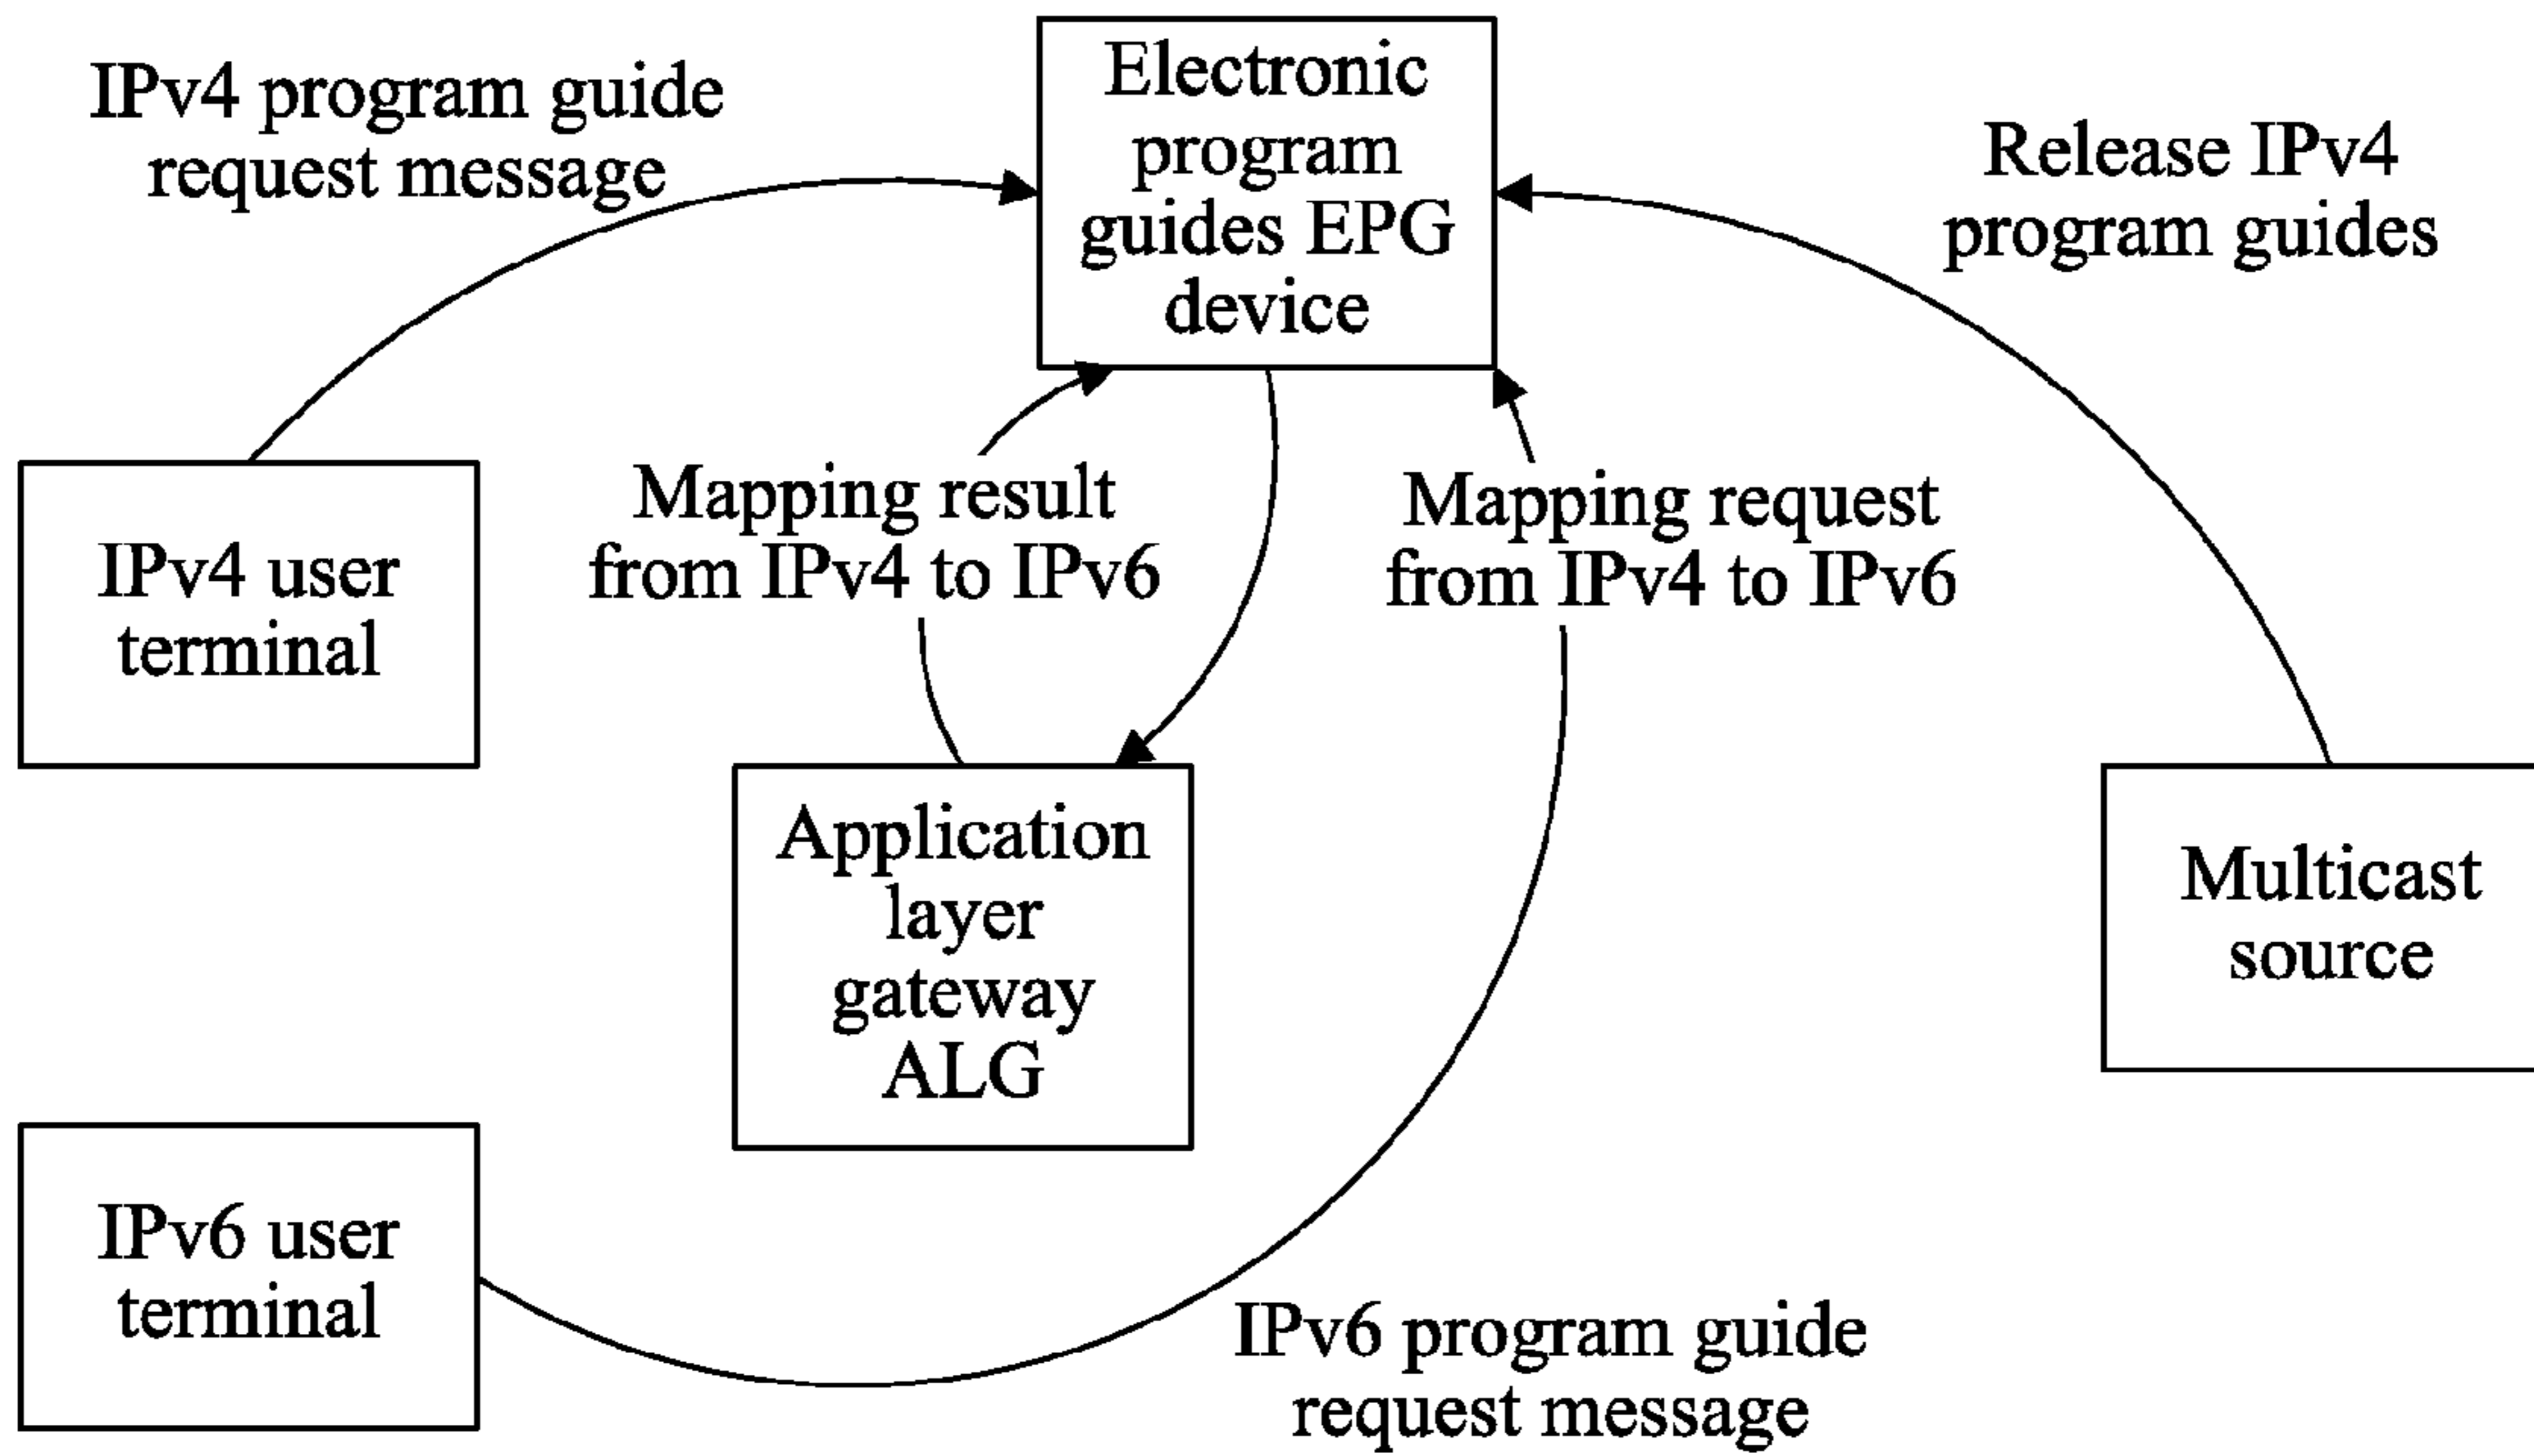 IPv4 program guide
request message
Electronic
program
guides EPG
device
Release IPv4
program guides
IPv4 user
terminal
Mapping result
from IPv4 to IPv6
Mapping request
from IPv4 to IPv6
Application
layer
gateway
ALG
Multicast
source
IPv6 user
terminal
IPv6 program guide
request message